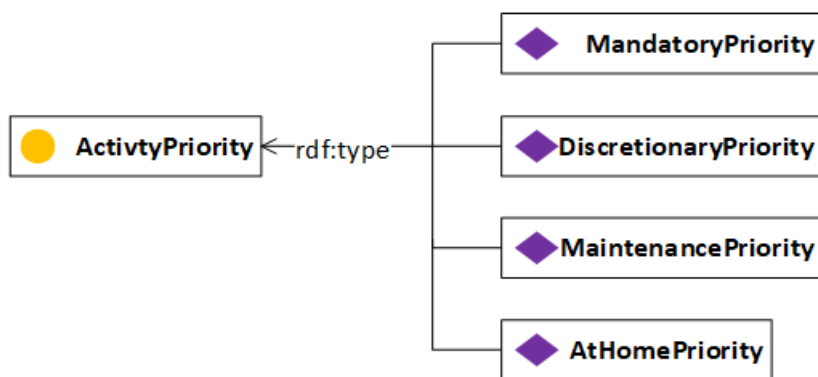 MandatoryPriority
ActivtyPriority
rdf:type
DiscretionaryPriority
MaintenancePriority
AtHomePriority